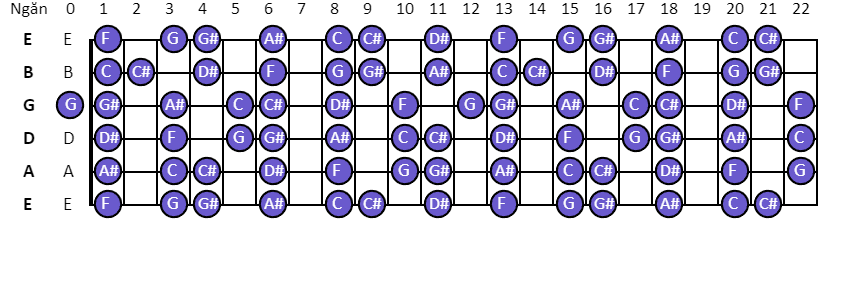 Ngăn 0 1 2 3 4 5 6 7 8 9 10 11 12 13 14 15 16 17 18 19 20 21 22
E E F G G# A# C C# D# F G G# A# C C#
B B C C# D# F G G# A# C C# D# F G G#
G G G# A# C C# D# F G G# A# C C# D# F
D D D# F G G# A# C C# D# F G G# A# C
A A A# C C# D# F G G# A# C C# D# F G
E E F G G# A# C C# D# F G G# A# C C#